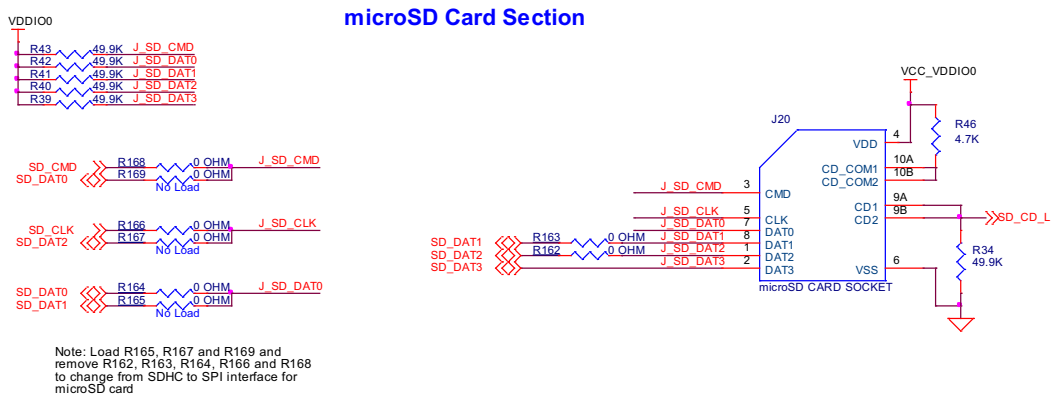 microSD Card Section
VDDIO0
R43 49.9K J_SD_CMD
R42 49.9K J_SD_DAT0
R41 49.9K J_SD_DAT1
R40 49.9K J_SD_DAT2
R39 49.9K J_SD_DAT3
SD_CMD R168 0 OHM J_SD_CMD
SD_DAT0 R169 0 OHM
No Load
SD_CLK R166 0 OHM J_SD_CLK
SD_DAT2 R167 0 OHM
No Load
SD_DAT0 R164 0 OHM J_SD_DAT0
SD_DAT1 R165 0 OHM
No Load
Note: Load R165, R167 and R169 and
remove R162, R163, R164, R166 and R168
to change from SDHC to SPI interface for
microSD card
VCC_VDDIO0
J20
R46
4.7K
4 VDD
10A CD_COM1
10B CD_COM2
J_SD_CMD 3 CMD
9A CD1
J_SD_CLK 5 CLK
9B CD2
SD_CD_L
J_SD_DAT0 7 DAT0
SD_DAT1 R163 0 OHM J_SD_DAT1 8 DAT1
SD_DAT2 R162 0 OHM J_SD_DAT2 1 DAT2
SD_DAT3 J_SD_DAT3 2 DAT3
6 VSS
R34
49.9K
microSD CARD SOCKET